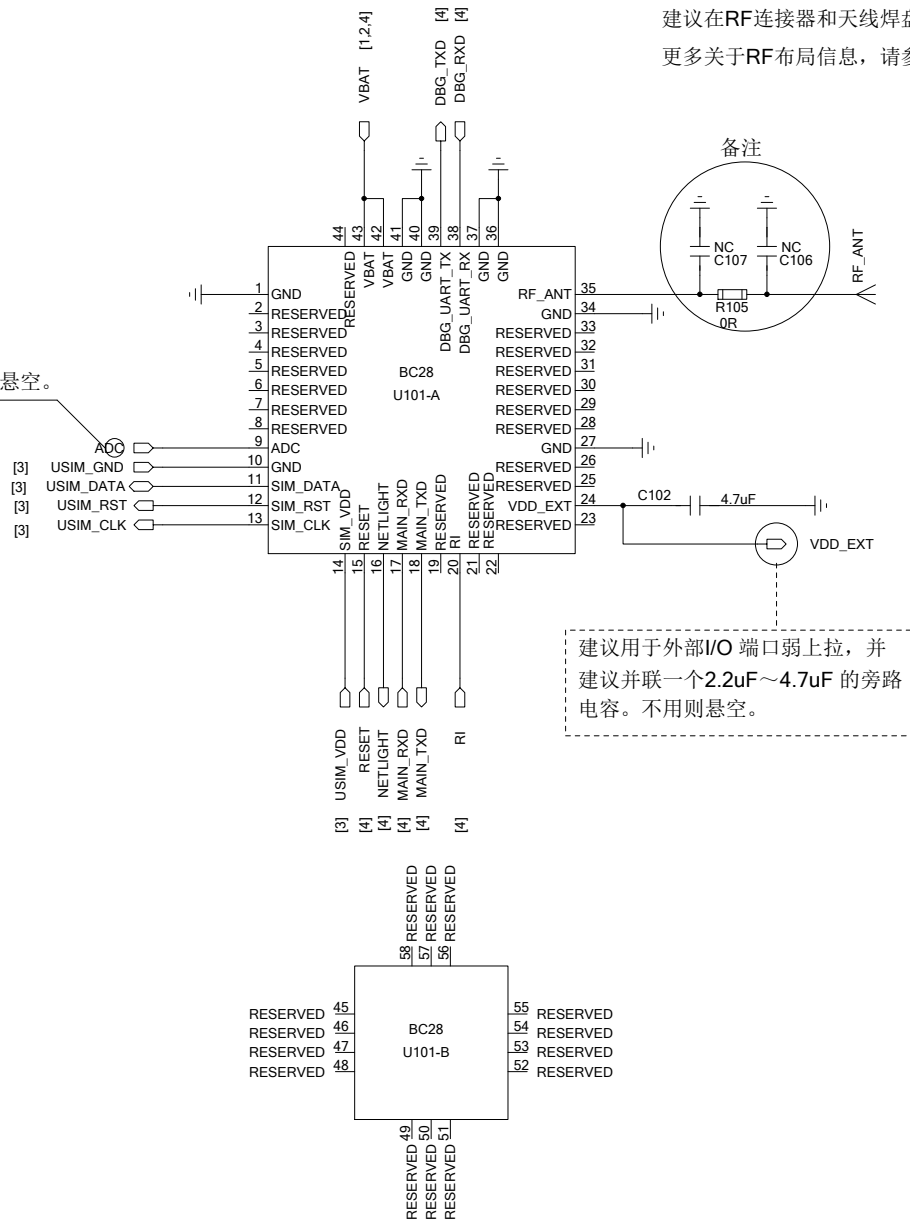 建议在RF连接器和天线焊盘
更多关于RF布局信息，请参
备注
VBAT [1,2,4]
DBG_TXD [4]
DBG_RXD [4]
44 RESERVED
43 VBAT
42 VBAT
41 GND
40 GND
39 DBG_UART_TX
38 DBG_UART_RX
37 GND
36 GND
NC
C107
NC
C106
R105
0R
RF_ANT
1 GND
2 RESERVED
3 RESERVED
4 RESERVED
5 RESERVED
6 RESERVED
7 RESERVED
8 RESERVED
9 ADC
10 GND
11 SIM_DATA
12 SIM_RST
13 SIM_CLK
悬空。
ADC
[3] USIM_GND
[3] USIM_DATA
[3] USIM_RST
[3] USIM_CLK
BC28
U101-A
RF_ANT 35
GND 34
RESERVED 33
RESERVED 32
RESERVED 31
RESERVED 30
RESERVED 29
RESERVED 28
GND 27
RESERVED 26
RESERVED 25
VDD_EXT 24
RESERVED 23
C102
4.7uF
VDD_EXT
14 SIM_VDD
15 RESET
16 NETLIGHT
17 MAIN_RXD
18 MAIN_TXD
19 RESERVED
20 RI
21 RESERVED
22 RESERVED
建议用于外部I/O 端口弱上拉，并
建议并联一个2.2uF～4.7uF 的旁路
电容。不用则悬空。
[3] USIM_VDD
[4] RESET
[4] NETLIGHT
[4] MAIN_RXD
[4] MAIN_TXD
[4] RI
58 RESERVED
57 RESERVED
56 RESERVED
RESERVED 45
RESERVED 46
RESERVED 47
RESERVED 48
BC28
U101-B
55 RESERVED
54 RESERVED
53 RESERVED
52 RESERVED
RESERVED 49
RESERVED 50
RESERVED 51